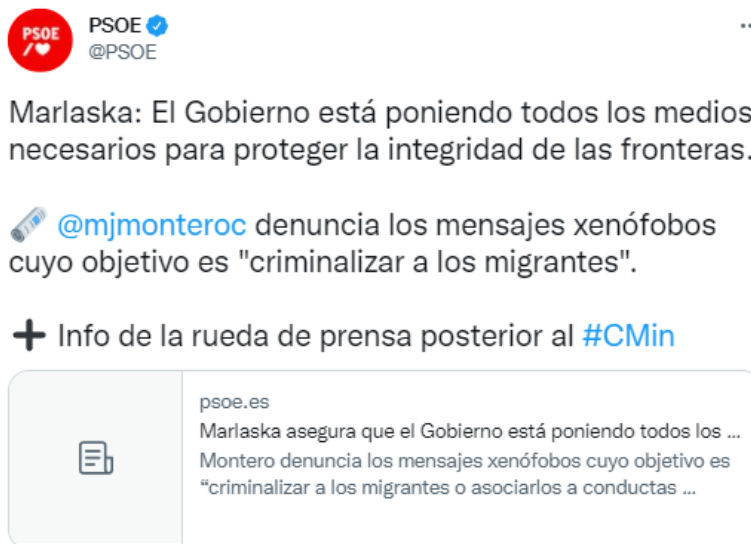 PSOE
PSOE
@PSOE
Marlaska: El Gobierno está poniendo todos los medios
necesarios para proteger la integridad de las fronteras.
@mjmonteroc denuncia los mensajes xenófobos
cuyo objetivo es "criminalizar a los migrantes".
➕ Info de la rueda de prensa posterior al #CMin
psoe.es
Marlaska asegura que el Gobierno está poniendo todos los ...
Montero denuncia los mensajes xenófobos cuyo objetivo es
“criminalizar a los migrantes o asociarlos a conductas ...